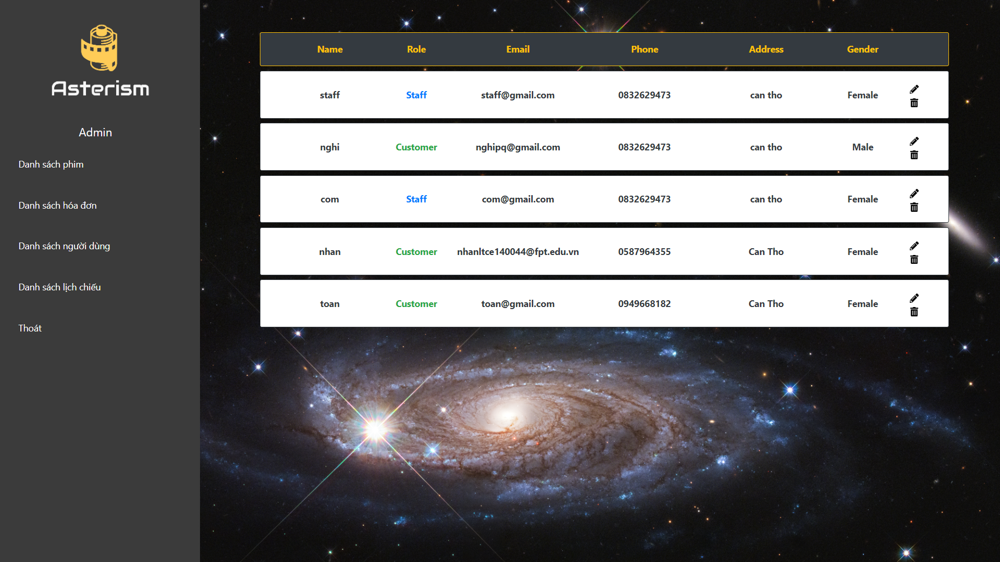 Asterism
Admin
Danh sách phim
Danh sách hóa đơn
Danh sách người dùng
Danh sách lịch chiếu
Thoát
Name Role Email Phone Address Gender
staff Staff staff@gmail.com 0832629473 can tho Female
nghi Customer nghipq@gmail.com 0832629473 can tho Male
com Staff com@gmail.com 0832629473 can tho Female
nhan Customer nhanltce140044@fpt.edu.vn 0587964355 Can Tho Female
toan Customer toan@gmail.com 0949668182 Can Tho Female